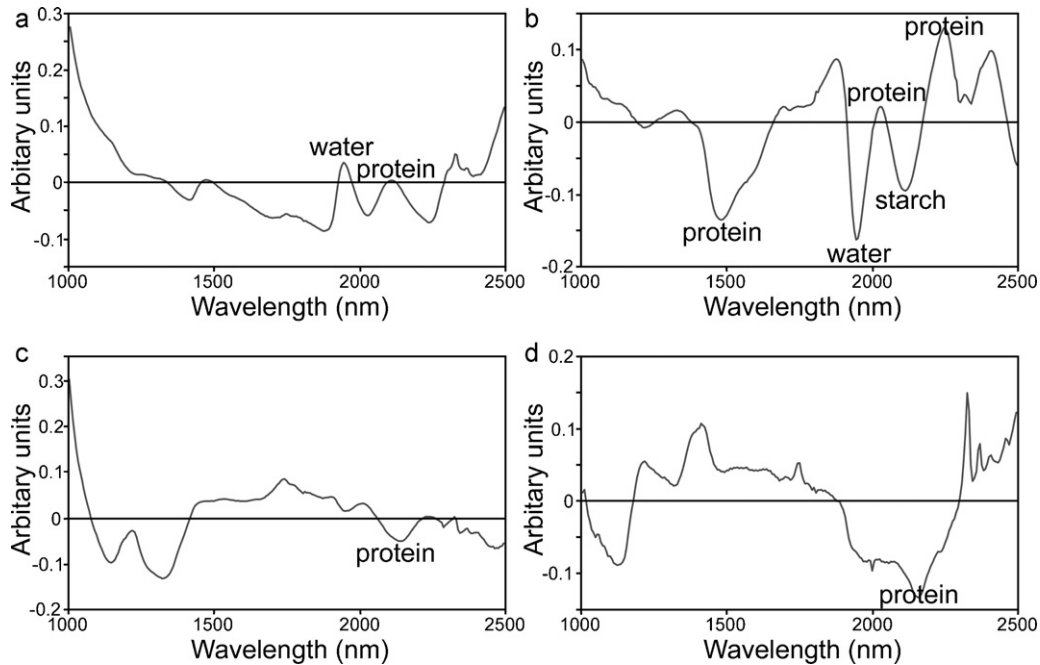 a
0.3
0.2
0.1
0
-0.1
Arbitary units
water
protein
1000
1500
2000
2500
Wavelength (nm)
b
0.1
0
-0.1
-0.2
Arbitary units
protein
protein
protein
starch
water
1000
1500
2000
2500
Wavelength (nm)
c
0.3
0.2
0.1
0
-0.1
-0.2
Arbitary units
protein
1000
1500
2000
2500
Wavelength (nm)
d
0.2
0.1
0
-0.1
Arbitary units
protein
1000
1500
2000
2500
Wavelength (nm)